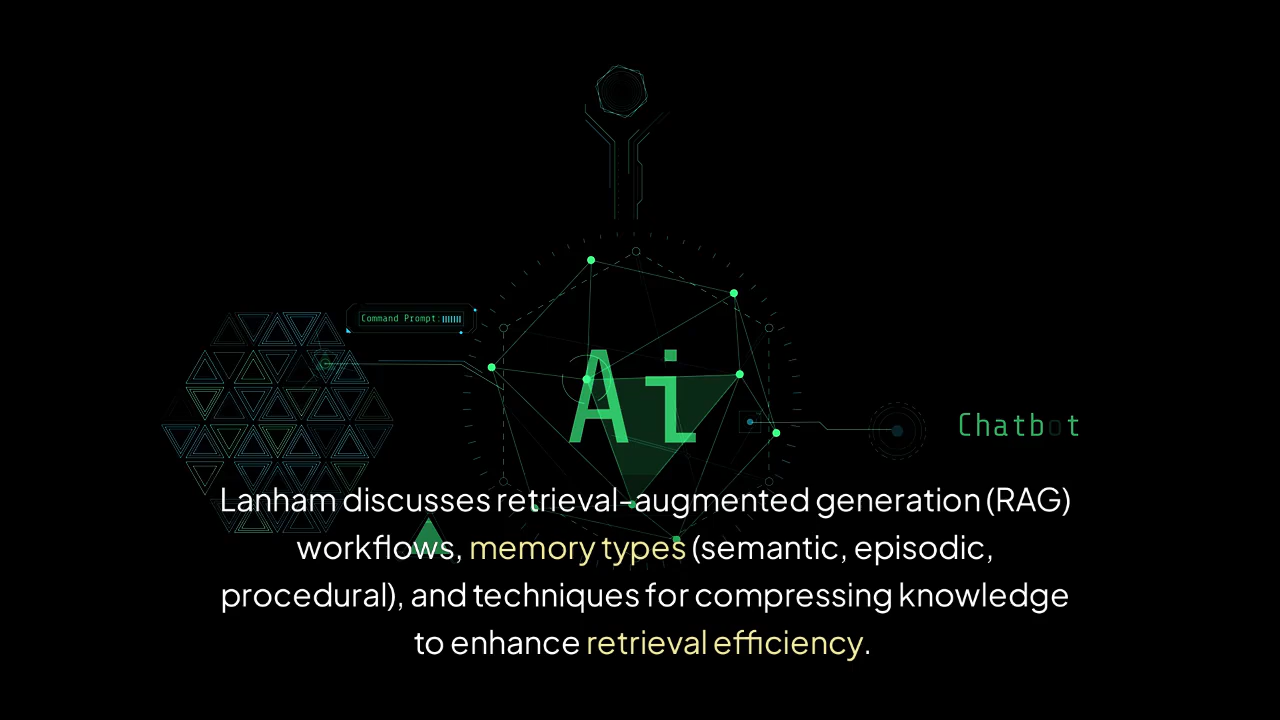 Command Prompt:
Ai
Chatbot
Lanham discusses retrieval-augmented generation (RAG)
workflows, memory types (semantic, episodic,
procedural), and techniques for compressing knowledge
to enhance retrieval efficiency.